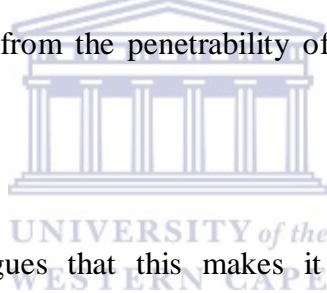 from the penetrability of
UNIVERSITY of the
gues that this makes it
WESTERN CAPE